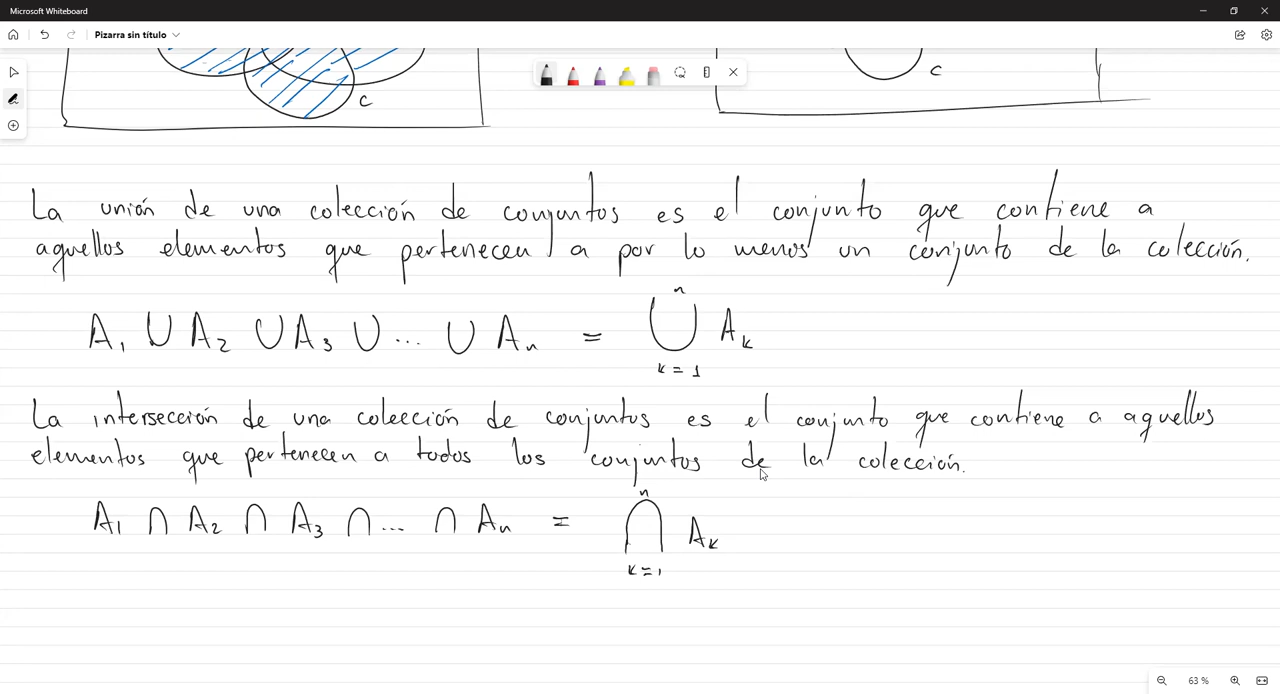 Microsoft Whiteboard
Pizarra sin título
C
C
La unión de una colección de conjuntos es el conjunto que contiene a
aquellos elementos que pertenecen a por lo menos un conjunto de la colección.
A₁ ∪ A₂ ∪ A₃ ∪ ... ∪ Aₙ = ⋃ₖ₌₁ⁿ Aₖ
La intersección de una colección de conjuntos es el conjunto que contiene a aquellos
elementos que pertenecen a todos los conjuntos de la colección.
A₁ ∩ A₂ ∩ A₃ ∩ ... ∩ Aₙ = ⋂ₖ₌₁ⁿ Aₖ
63 %